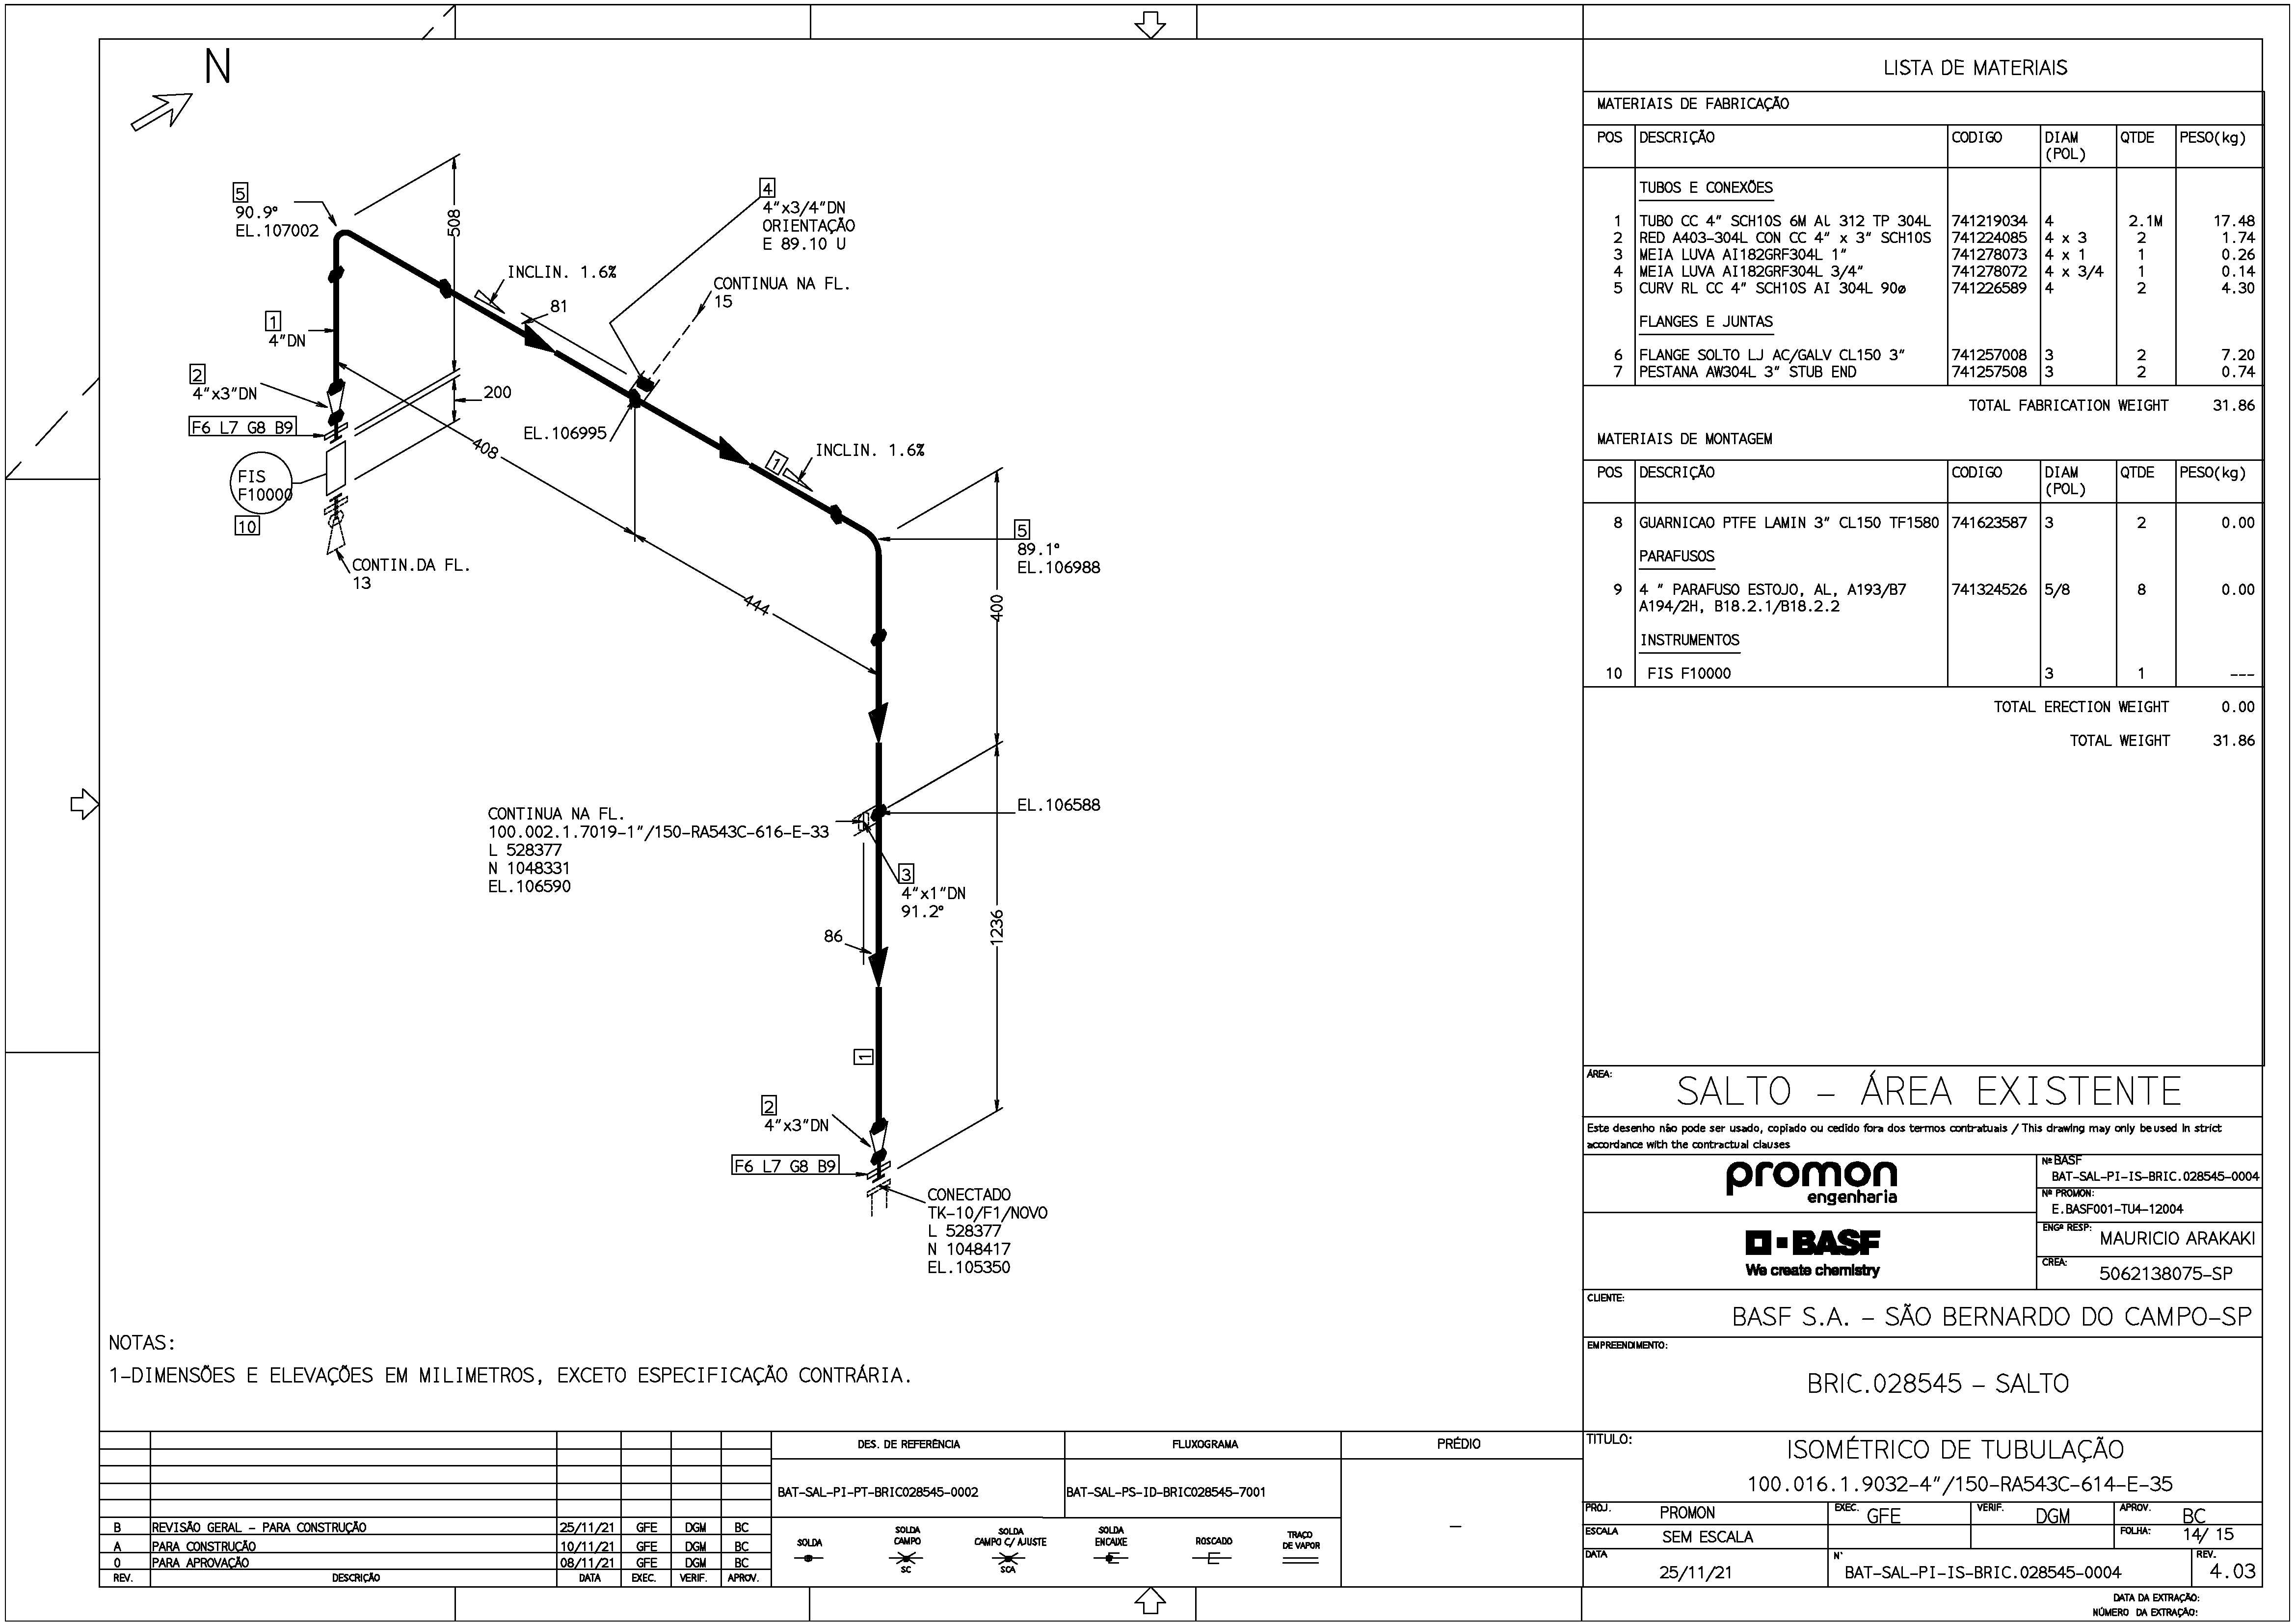 N
5
90.9°
EL.107002
508
4
4"x3/4"DN
ORIENTAÇÃO
E 89.10 U
INCLIN. 1.6%
81
CONTINUA NA FL.
15
1
4"DN
2
4"x3"DN
F6 L7 G8 B9
200
408
EL.106995
FIS
F10000
10
CONTIN.DA FL.
13
1
INCLIN. 1.6%
5
89.1°
EL.106988
444
400
CONTINUA NA FL.
100.002.1.7019-1"/150-RA543C-616-E-33
L 528377
N 1048331
EL.106590
EL.106588
3
4"x1"DN
91.2°
86
1236
1
2
4"x3"DN
F6 L7 G8 B9
CONECTADO
TK-10/F1/NOVO
L 528377
N 1048417
EL.105350
NOTAS:
1-DIMENSÕES E ELEVAÇÕES EM MILIMETROS, EXCETO ESPECIFICAÇÃO CONTRÁRIA.
LISTA DE MATERIAIS
MATERIAIS DE FABRICAÇÃO
POS DESCRIÇÃO CODIGO DIAM (POL) QTDE PESO(kg)
TUBOS E CONEXÕES
1 TUBO CC 4" SCH10S 6M AL 312 TP 304L 741219034 4 2.1M 17.48
2 RED A403-304L CON CC 4" x 3" SCH10S 741224085 4 x 3 2 1.74
3 MEIA LUVA AI182GRF304L 1" 741278073 4 x 1 1 0.26
4 MEIA LUVA AI182GRF304L 3/4" 741278072 4 x 3/4 1 0.14
5 CURV RL CC 4" SCH10S AI 304L 90ø 741226589 4 2 4.30
FLANGES E JUNTAS
6 FLANGE SOLTO LJ AC/GALV CL150 3" 741257008 3 2 7.20
7 PESTANA AW304L 3" STUB END 741257508 3 2 0.74
TOTAL FABRICATION WEIGHT 31.86
MATERIAIS DE MONTAGEM
POS DESCRIÇÃO CODIGO DIAM (POL) QTDE PESO(kg)
8 GUARNICAO PTFE LAMIN 3" CL150 TF1580 741623587 3 2 0.00
PARAFUSOS
9 4 " PARAFUSO ESTOJO, AL, A193/B7 741324526 5/8 8 0.00
A194/2H, B18.2.1/B18.2.2
INSTRUMENTOS
10 FIS F10000 3 1 ---
TOTAL ERECTION WEIGHT 0.00
TOTAL WEIGHT 31.86
ÁREA:
SALTO - ÁREA EXISTENTE
Este desenho não pode ser usado, copiado ou cedido fora dos termos contratuais / This drawing may only be used in strict
accordance with the contractual clauses
promon
engenharia
Nº BASF
BAT-SAL-PI-IS-BRIC.028545-0004
Nº PROMON:
E.BASF001-TU4-12004
BASF
We create chemistry
ENGº RESP:
MAURICIO ARAKAKI
CREA:
5062138075-SP
CLIENTE:
BASF S.A. - SÃO BERNARDO DO CAMPO-SP
EMPREENDIMENTO:
BRIC.028545 - SALTO
TITULO:
ISOMÉTRICO DE TUBULAÇÃO
100.016.1.9032-4"/150-RA543C-614-E-35
PROJ. PROMON EXEC. GFE VERIF. DGM APROV. BC
ESCALA SEM ESCALA FOLHA: 14/ 15
DATA 25/11/21 N° BAT-SAL-PI-IS-BRIC.028545-0004 REV. 4.03
DATA DA EXTRAÇÃO:
NÚMERO DA EXTRAÇÃO:
B REVISÃO GERAL - PARA CONSTRUÇÃO 25/11/21 GFE DGM BC
A PARA CONSTRUÇÃO 10/11/21 GFE DGM BC
0 PARA APROVAÇÃO 08/11/21 GFE DGM BC
REV. DESCRIÇÃO DATA EXEC. VERIF. APROV.
DES. DE REFERÊNCIA FLUXOGRAMA PRÉDIO
BAT-SAL-PI-PT-BRIC028545-0002 BAT-SAL-PS-ID-BRIC028545-7001 -
SOLDA
SOLDA CAMPO
SC
SOLDA CAMPO C/ AJUSTE
SCA
SOLDA ENCAIXE
ROSCADO
TRAÇO DE VAPOR